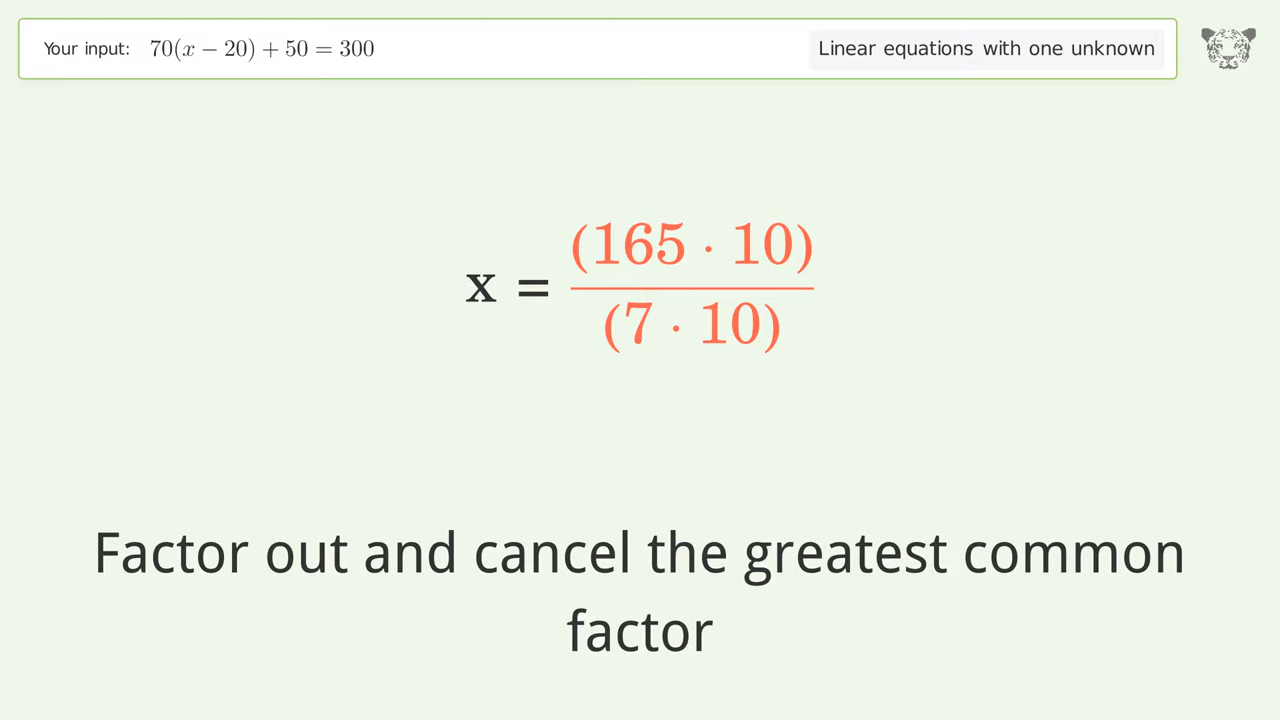 Your input: 70(x − 20) + 50 = 300
Linear equations with one unknown
x = (165 · 10)
(7 · 10)
Factor out and cancel the greatest common
factor